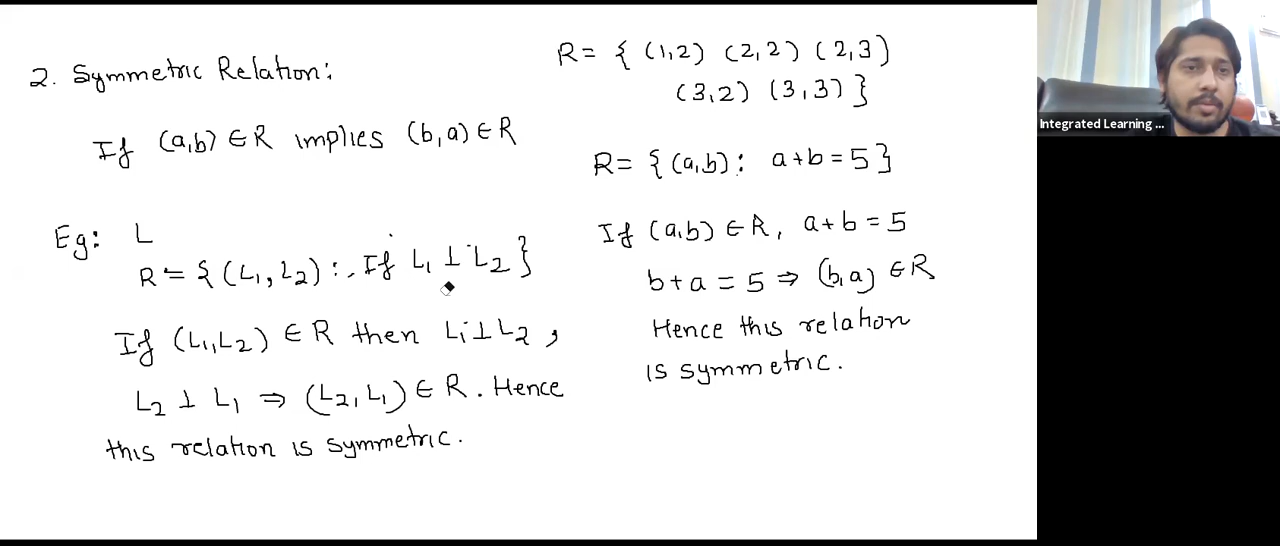 2. Symmetric Relation:
If (a,b) ∈ R implies (b,a) ∈ R
Eg: L
R = { (L₁, L₂) : If L₁ ⊥ L₂ }
If (L₁, L₂) ∈ R then L₁ ⊥ L₂ ,
L₂ ⊥ L₁ ⇒ (L₂, L₁) ∈ R . Hence
this relation is symmetric.
R = { (1,2) (2,2) (2,3)
(3,2) (3,3) }
R = { (a,b) : a+b = 5 }
If (a,b) ∈ R, a+b = 5
b+a = 5 ⇒ (b,a) ∈ R
Hence this relation
is symmetric.
Integrated Learning ...